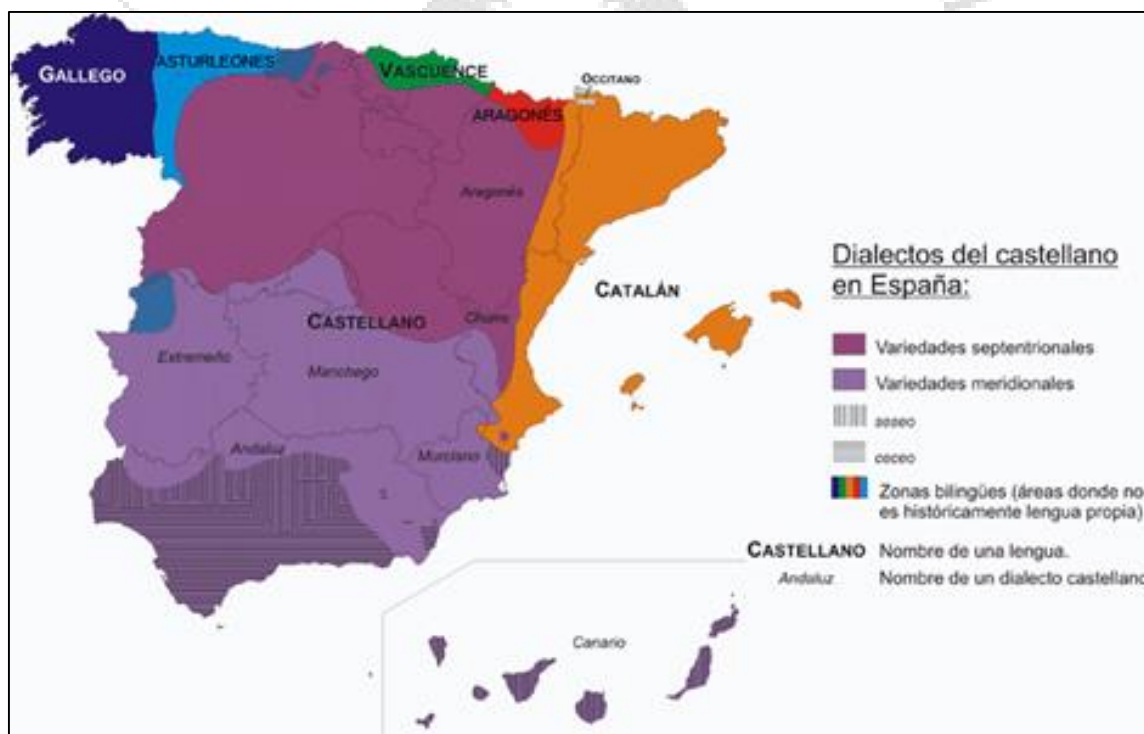 GALLEGO
ASTURLEONES
VASCUENCE
OCCITANO
ARAGONÉS
Aragonés
CATALÁN
CASTELLANO
Churro
Extremeño
Manchego
Andaluz
Murciano
Canario
Dialectos del castellano
en España:
Variedades septentrionales
Variedades meridionales
seseo
ceceo
Zonas bilingües (áreas donde no
es históricamente lengua propia)
CASTELLANO Nombre de una lengua.
Andaluz Nombre de un dialecto castellano